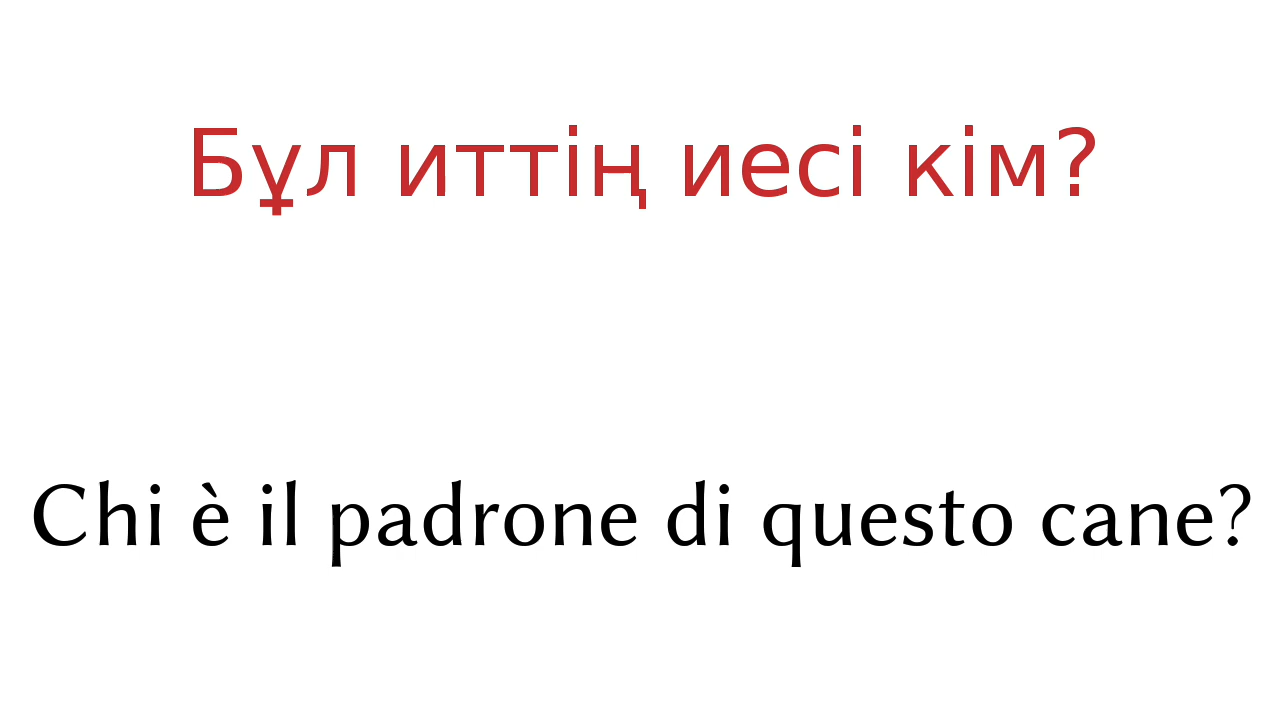 Бұл иттің иесі кім?
Chi è il padrone di questo cane?